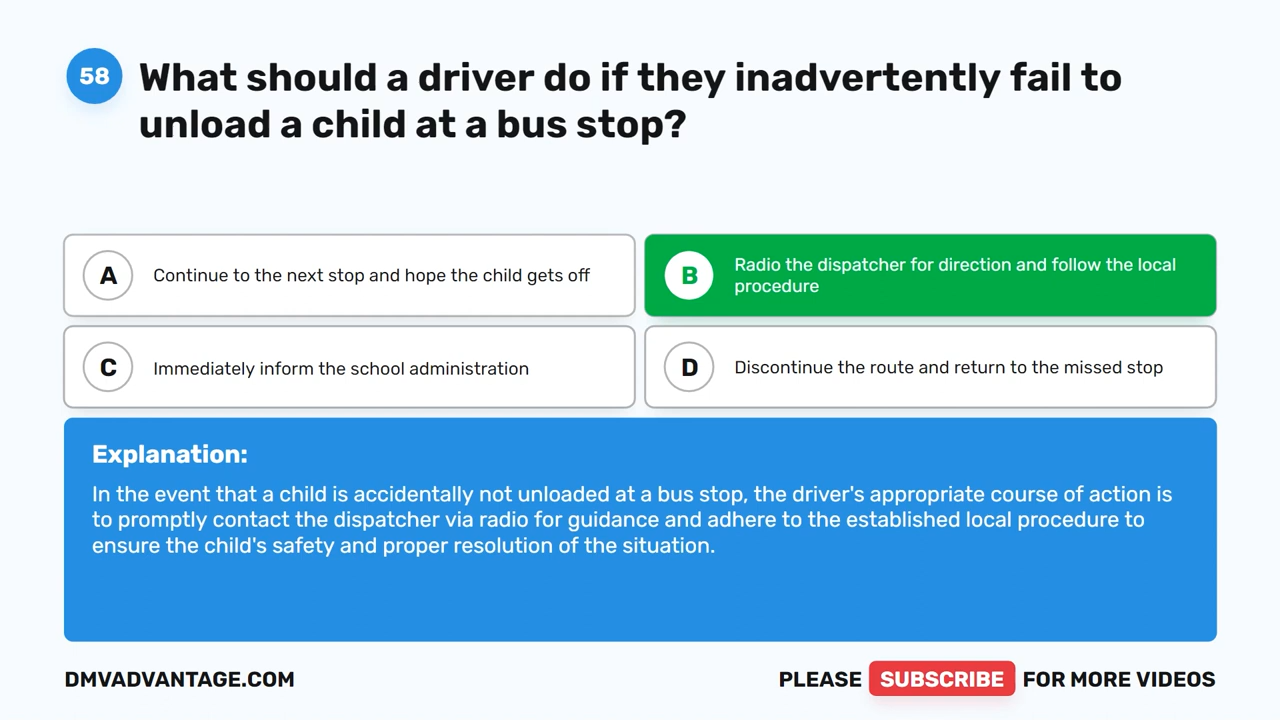 58
What should a driver do if they inadvertently fail to
unload a child at a bus stop?
A
Continue to the next stop and hope the child gets off
B
Radio the dispatcher for direction and follow the local
procedure
C
Immediately inform the school administration
D
Discontinue the route and return to the missed stop
Explanation:
In the event that a child is accidentally not unloaded at a bus stop, the driver's appropriate course of action is
to promptly contact the dispatcher via radio for guidance and adhere to the established local procedure to
ensure the child's safety and proper resolution of the situation.
DMVADVANTAGE.COM
PLEASE SUBSCRIBE FOR MORE VIDEOS